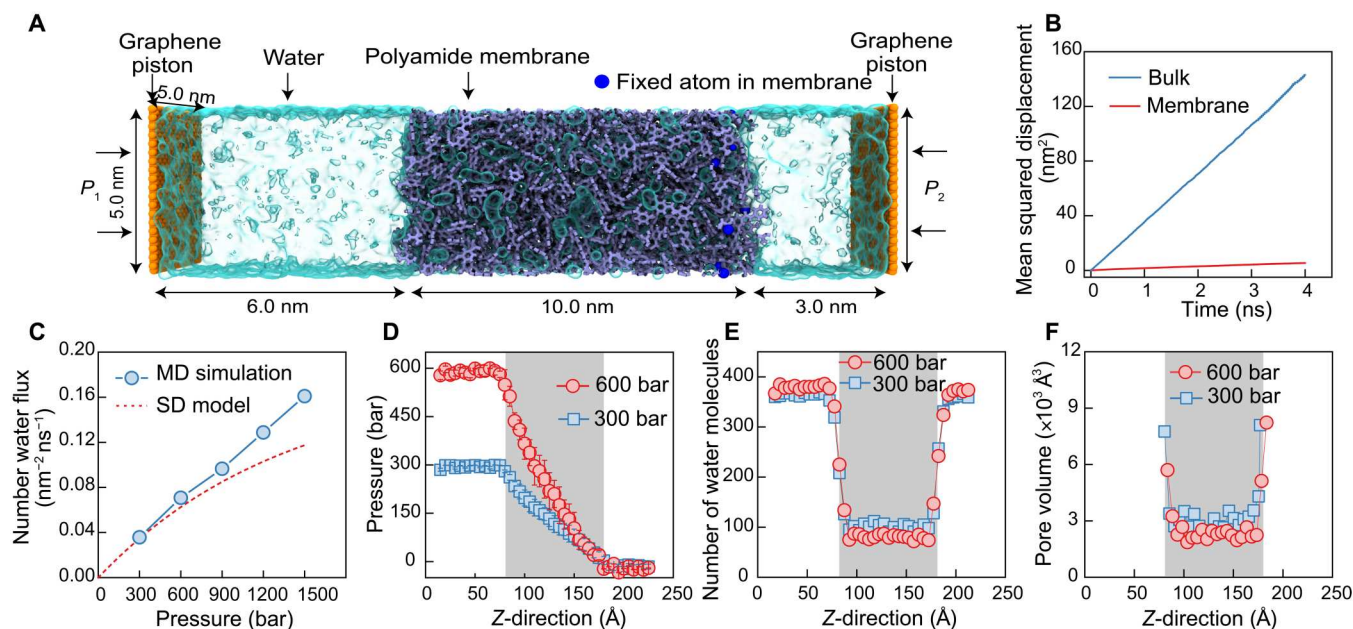 A
Graphene
piston
Water
Polyamide membrane
Fixed atom in membrane
Graphene
piston
5.0 nm
5.0 nm
P1
P2
6.0 nm
10.0 nm
3.0 nm
B
Mean squared displacement
(nm2)
160
120
80
40
0
Bulk
Membrane
0
1
2
3
4
Time (ns)
C
Number water flux
(nm−2 ns−1)
0.20
0.16
0.12
0.08
0.04
0.00
MD simulation
SD model
0
300
600
900
1200
1500
Pressure (bar)
D
Pressure (bar)
600
450
300
150
0
600 bar
300 bar
0
50
100
150
200
250
Z-direction (Å)
E
Number of water molecules
400
300
200
100
0
600 bar
300 bar
0
50
100
150
200
250
Z-direction (Å)
F
Pore volume (×10³ Å³)
12
9
6
3
0
600 bar
300 bar
0
50
100
150
200
250
Z-direction (Å)